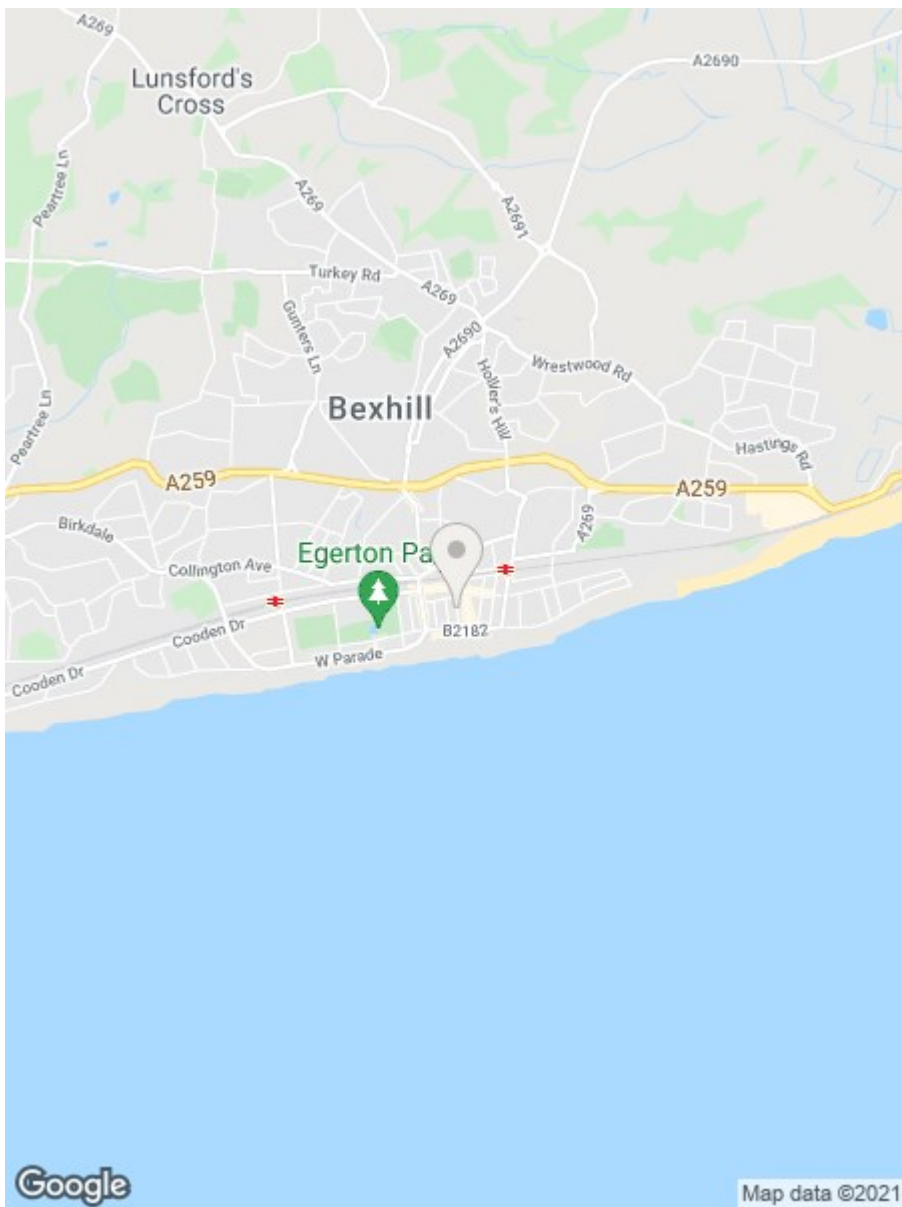 A269
A2690
Lunsford's
Cross
Peartree Ln
A269
A2691
Turkey Rd
A269
Gunters Ln
A2690
Holliers Hill
Wrestwood Rd
Bexhill
Peartree Ln
Hastings Rd
A259
A259
A269
Birkdale
Egerton Pa
Collington Ave
Cooden Dr
B2182
W Parade
Cooden Dr
Google
Map data ©2021